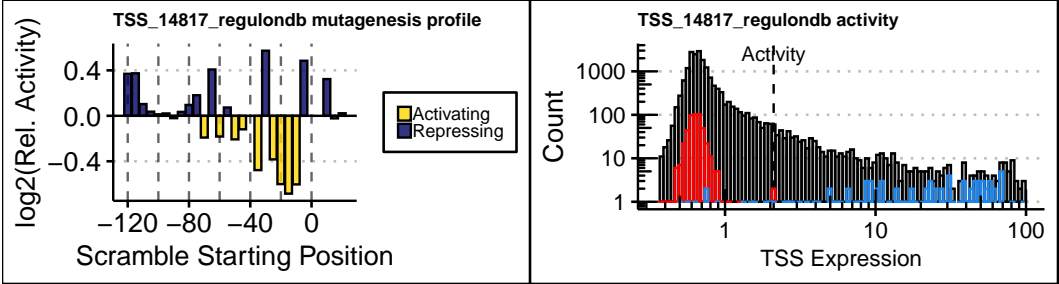 TSS_14817_regulondb mutagenesis profile
log2(Rel. Activity)
0.4
0.0
−0.4
−120 −80 −40 0
Scramble Starting Position
Activating
Repressing
TSS_14817_regulondb activity
Activity
Count
1000
100
10
1
1 10 100
TSS Expression